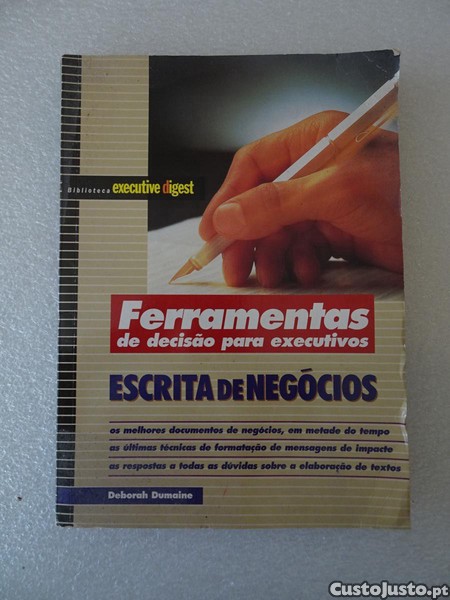 Biblioteca executive digest
Ferramentas
de decisão para executivos
ESCRITA DE NEGÓCIOS
os melhores documentos de negócios, em metade do tempo
as últimas técnicas de formatação de mensagens de impacto
as respostas a todas as dúvidas sobre a elaboração de textos
Deborah Dumaine
CustoJusto.pt